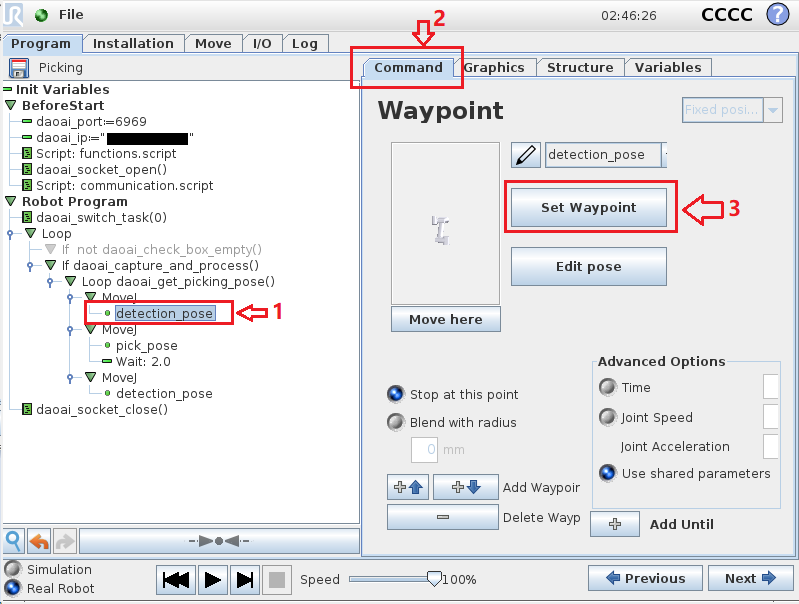 File
02:46:26
CCCC
?
2
Program
Installation
Move
I/O
Log
Picking
Command
Graphics
Structure
Variables
Init Variables
BeforeStart
daoai_port:=6969
daoai_ip:=" "
Script: functions.script
daoai_socket_open()
Script: communication.script
Robot Program
daoai_switch_task(0)
Loop
If not daoai_check_box_empty()
If daoai_capture_and_process()
Loop daoai_get_picking_pose()
MoveJ
detection_pose
1
MoveJ
pick_pose
Wait: 2.0
MoveJ
detection_pose
daoai_socket_close()
Waypoint
Fixed posi...
detection_pose
Set Waypoint
3
Edit pose
Move here
Stop at this point
Blend with radius
0 mm
Add Waypoir
Delete Wayp
Advanced Options
Time
Joint Speed
Joint Acceleration
Use shared parameters
Add Until
Simulation
Real Robot
Speed
100%
Previous
Next